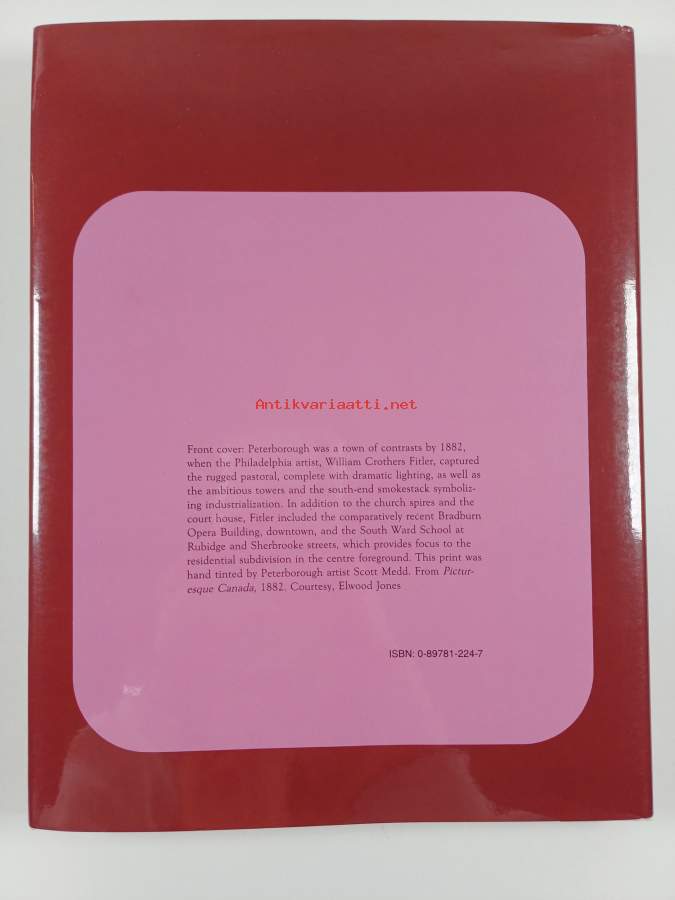 Antikvariaatti.net
Front cover: Peterborough was a town of contrasts by 1882,
when the Philadelphia artist, William Crothers Fitler, captured
the rugged pastoral, complete with dramatic lighting, as well as
the ambitious towers and the south-end smokestack symboliz-
ing industrialization. In addition to the church spires and the
court house, Fitler included the comparatively recent Bradburn
Opera Building, downtown, and the South Ward School at
Rubidge and Sherbrooke streets, which provides focus to the
residential subdivision in the centre foreground. This print was
hand tinted by Peterborough artist Scott Medd. From Pictur-
esque Canada, 1882. Courtesy, Elwood Jones
ISBN: 0-89781-224-7